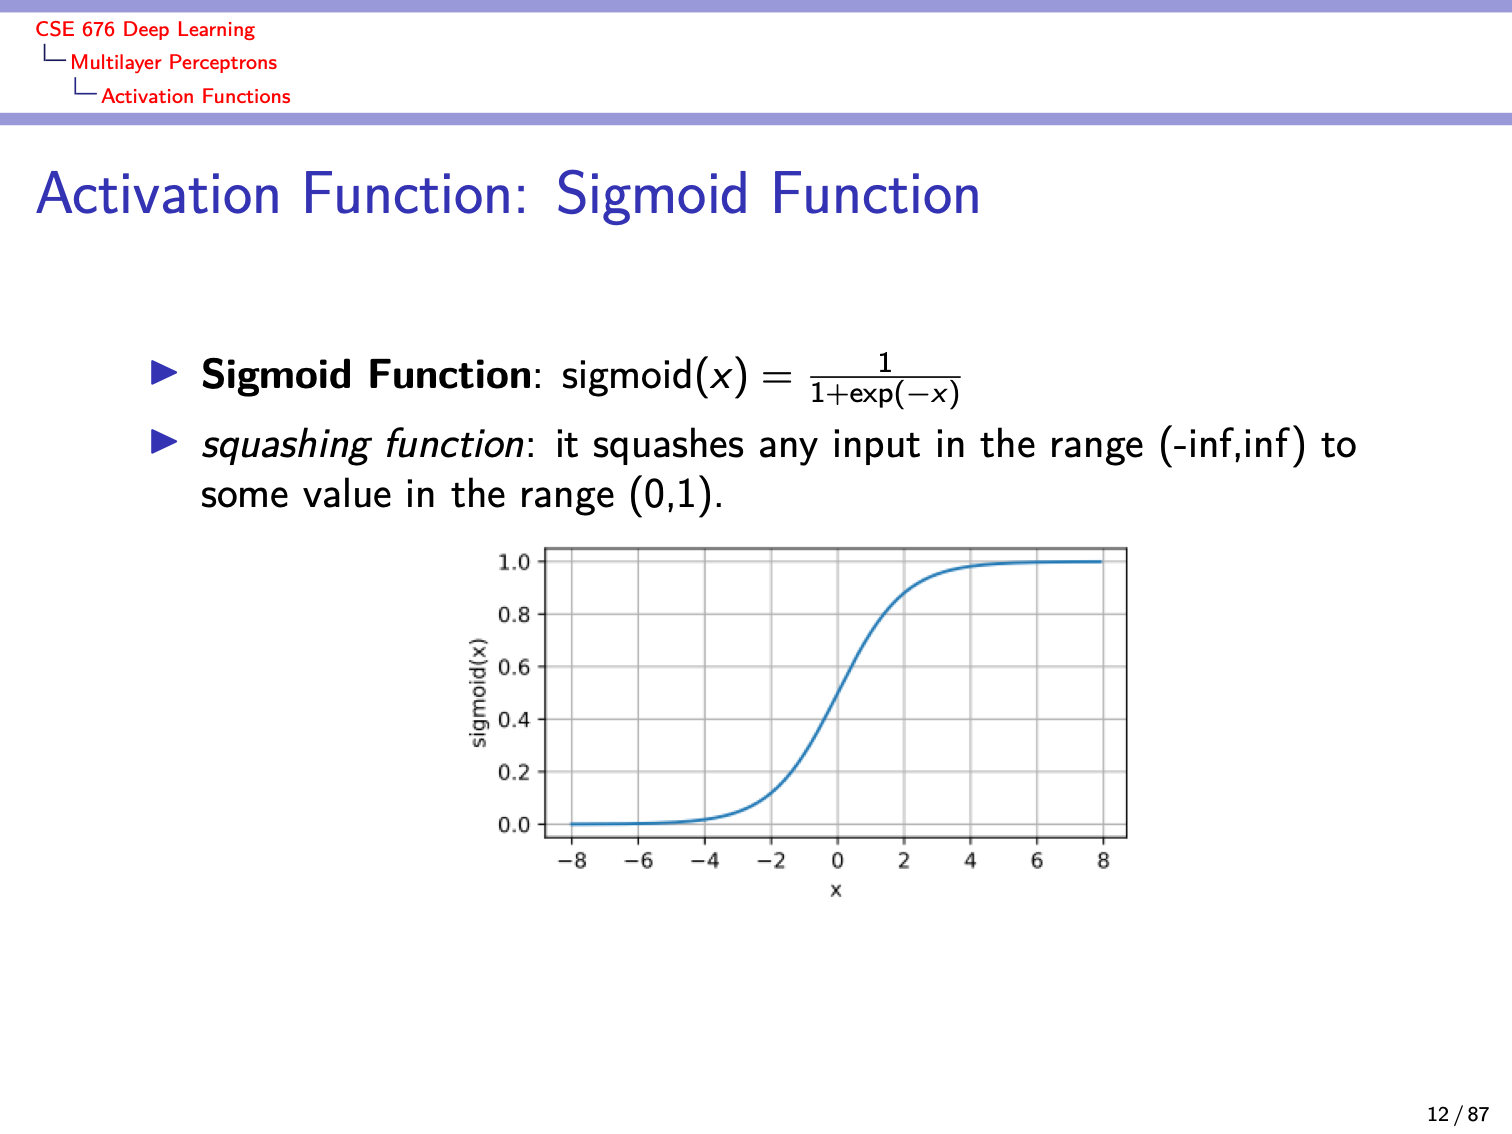 CSE 676 Deep Learning
Multilayer Perceptrons
Activation Functions
Activation Function: Sigmoid Function
Sigmoid Function: sigmoid(x) = 1/(1+exp(−x))
squashing function: it squashes any input in the range (-inf,inf) to
some value in the range (0,1).
1.0
0.8
0.6
0.4
0.2
0.0
sigmoid(x)
−8 −6 −4 −2 0 2 4 6 8
x
12 / 87